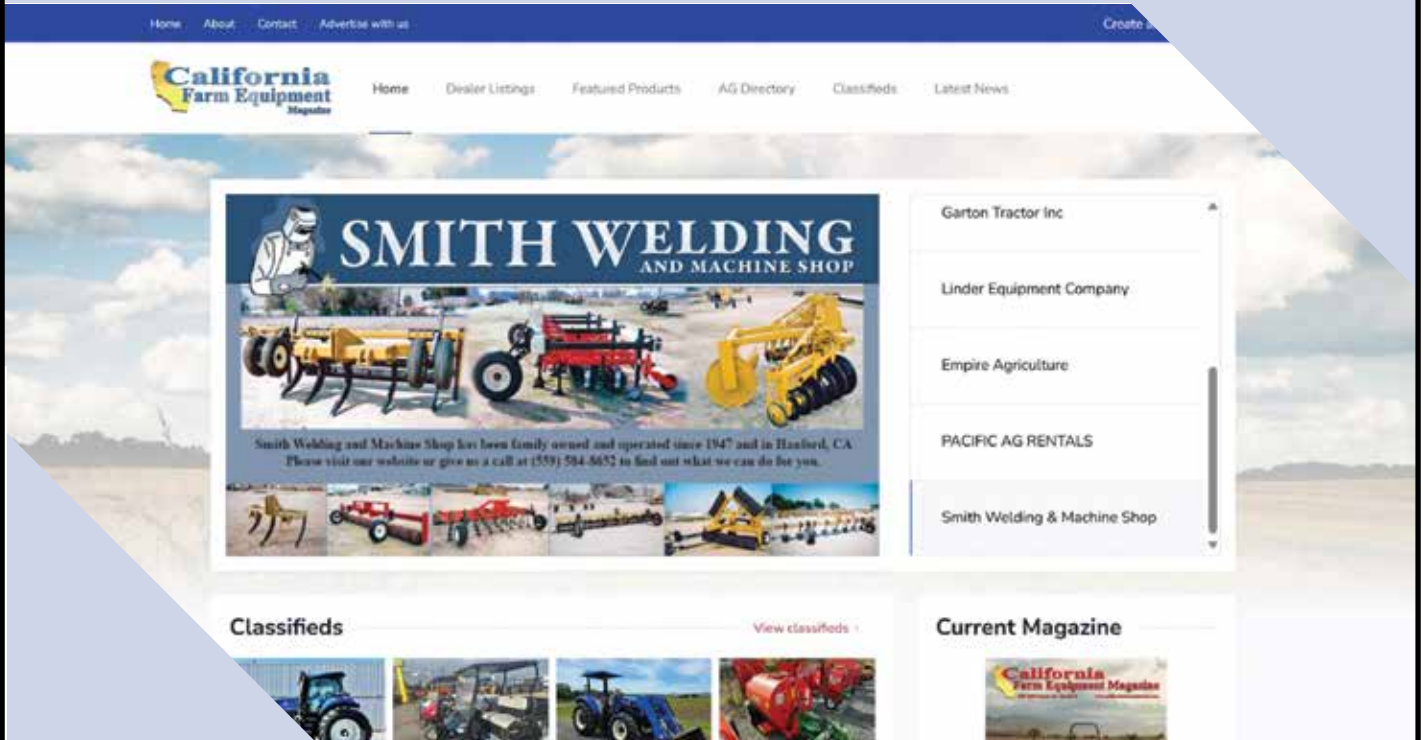 Home About Contact Advertise with us Create
California
Farm Equipment
Magazine
Home Dealer Listings Featured Products AG Directory Classifieds Latest News
SMITH WELDING
AND MACHINE SHOP
Smith Welding and Machine Shop has been family owned and operated since 1947 and in Hanford, CA
Please visit our website or give us a call at (559) 584-8652 to find out what we can do for you.
Garton Tractor Inc
Linder Equipment Company
Empire Agriculture
PACIFIC AG RENTALS
Smith Welding & Machine Shop
Classifieds
View classifieds ›
Current Magazine
California
Farm Equipment Magazine